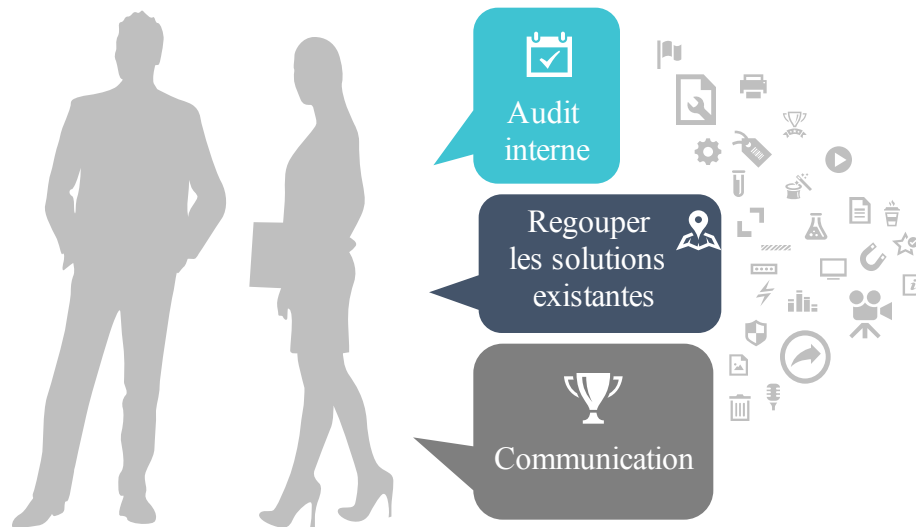 Audit
interne
Regouper
les solutions
existantes
Communication